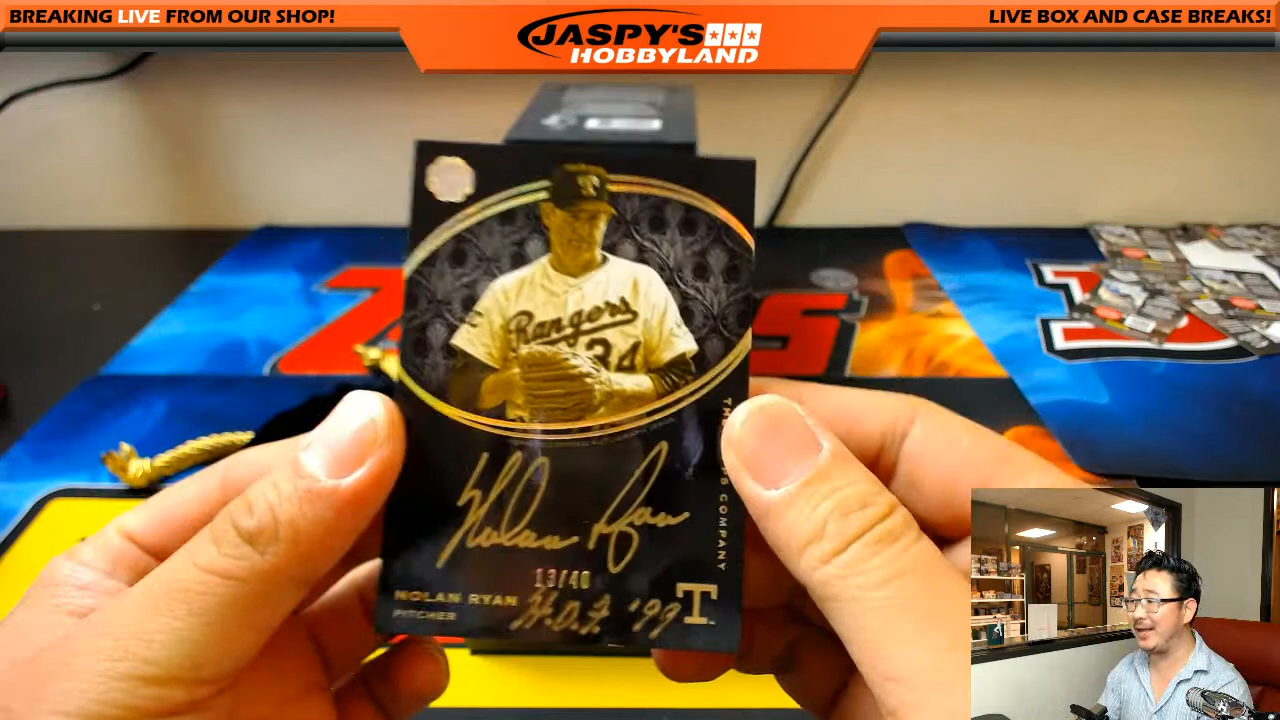 BREAKING LIVE FROM OUR SHOP!
JASPY'S
HOBBYLAND
LIVE BOX AND CASE BREAKS!
Rangers
34
Nolan Ryan
13/40
NOLAN RYAN
PITCHER
H.O.F. '99
T
COMPANY